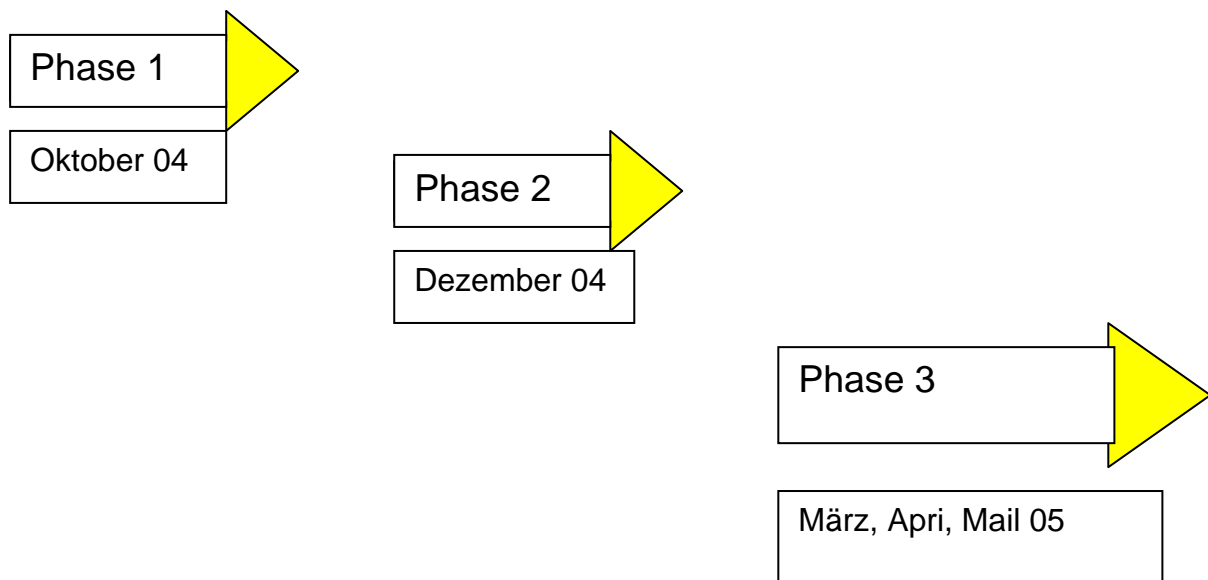 Phase 1
Oktober 04
Phase 2
Dezember 04
Phase 3
März, Apri, Mail 05